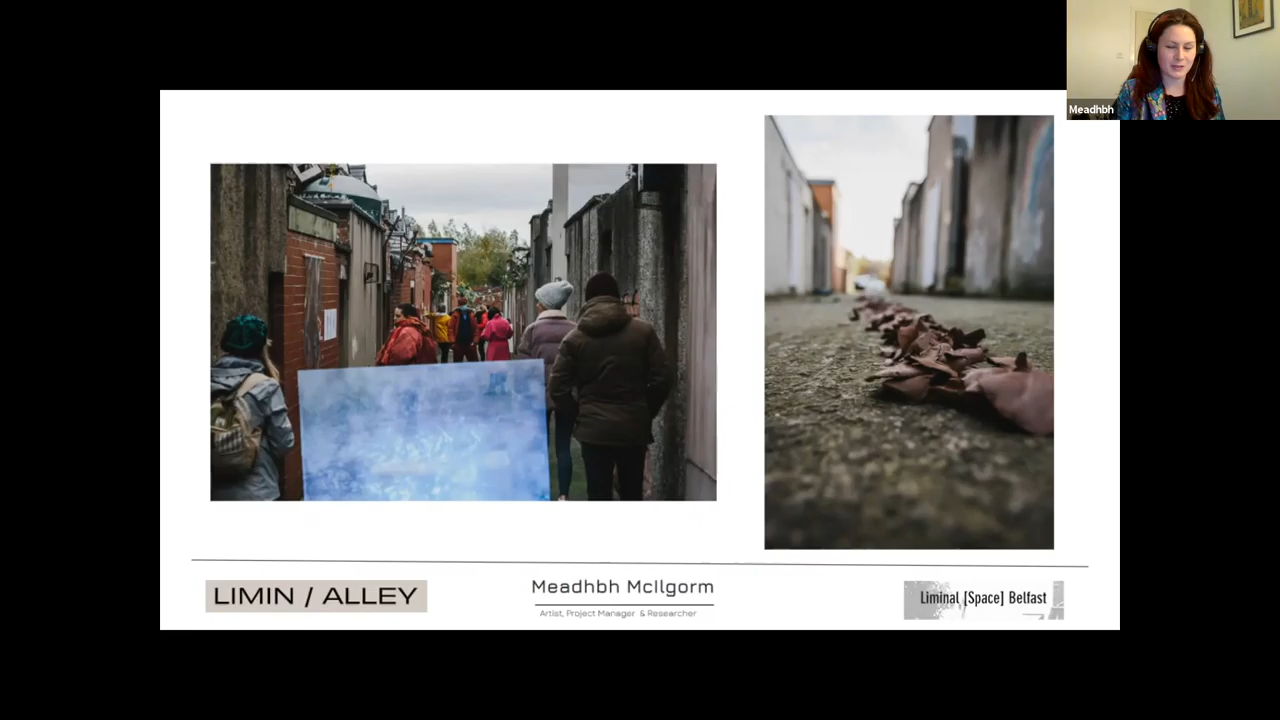 Meadhbh
LIMIN / ALLEY
Meadhbh McIlgorm
Artist, Project Manager & Researcher
Liminal [Space] Belfast